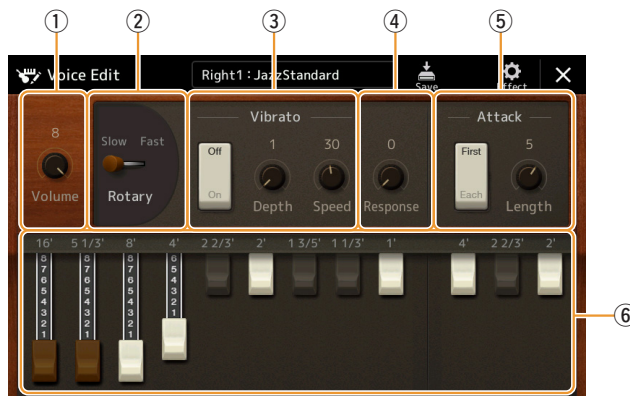 ① ② ③ ④ ⑤
Voice Edit Right1 : JazzStandard Save Effect
8 Volume
Slow Fast
Rotary
Vibrato
Off On
1 Depth
30 Speed
0 Response
Attack
First Each
5 Length
16' 5 1/3' 8' 4' 2 2/3' 2' 1 3/5' 1 1/3' 1' 4' 2 2/3' 2'
8 8 8 6
7 7 7 5
6 6 6 4
5 5 5 3
4 4 4 2
3 3 3 1
2 2 2
1 1 1
⑥